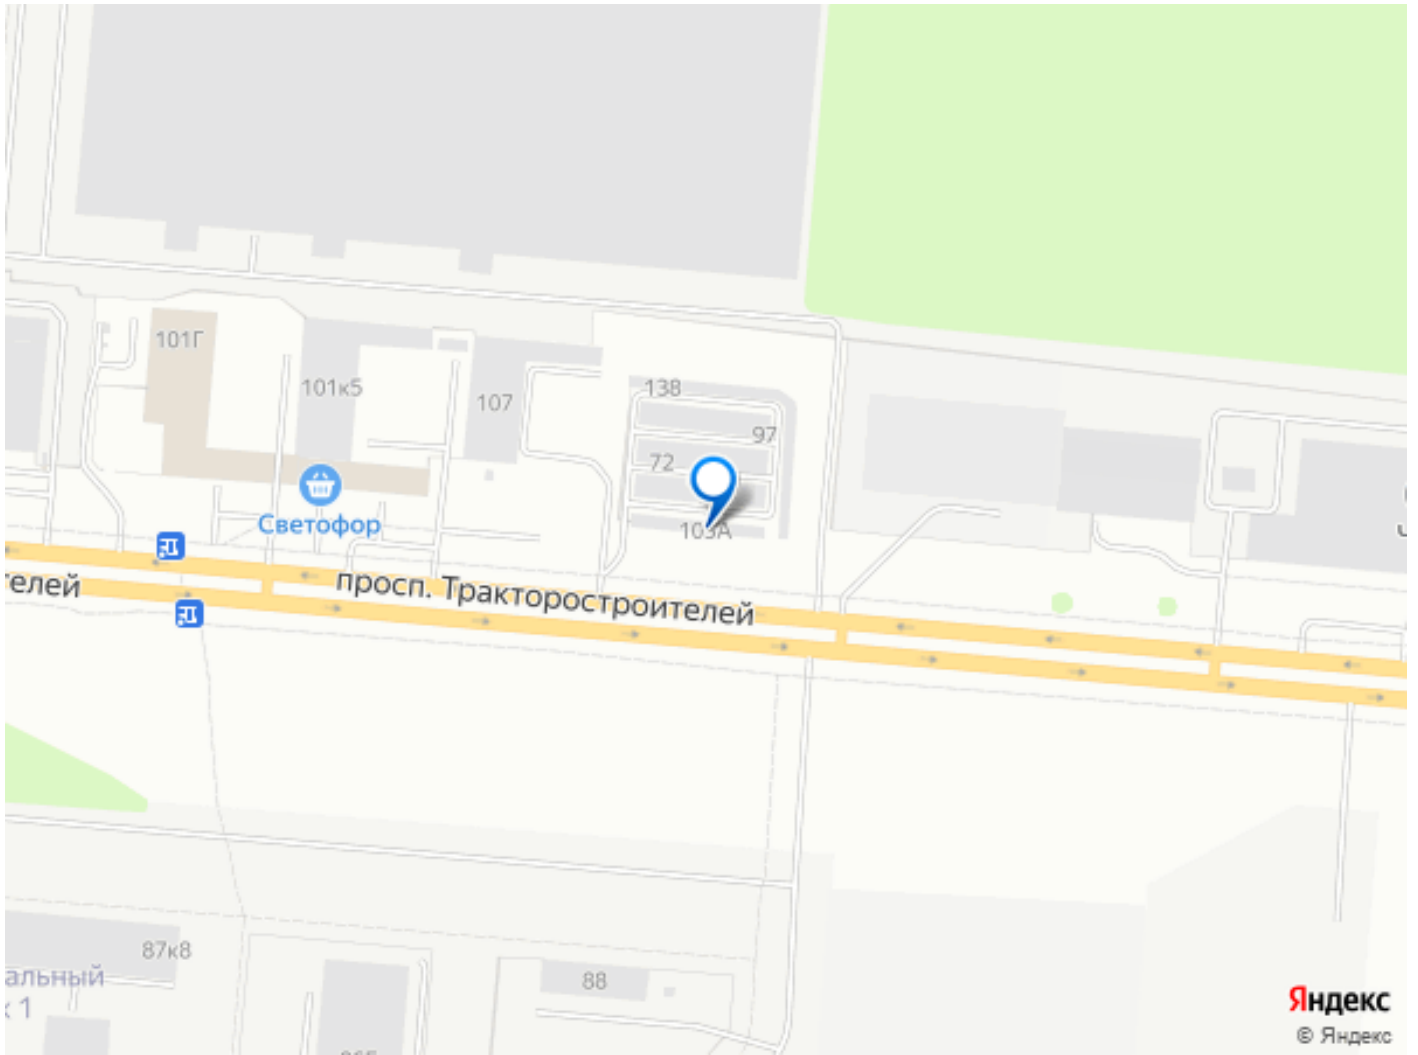 101Г
101к5
107
138
97
72
103А
Светофор
просп. Тракторостроителей
телей
87к8
альный
к 1
88
Яндекс
© Яндекс